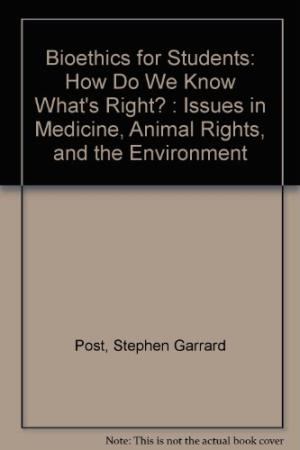 Bioethics for Students:
How Do We Know
What's Right? : Issues in
Medicine, Animal Rights,
and the Environment
Post, Stephen Garrard
Note: This is not the actual book cover